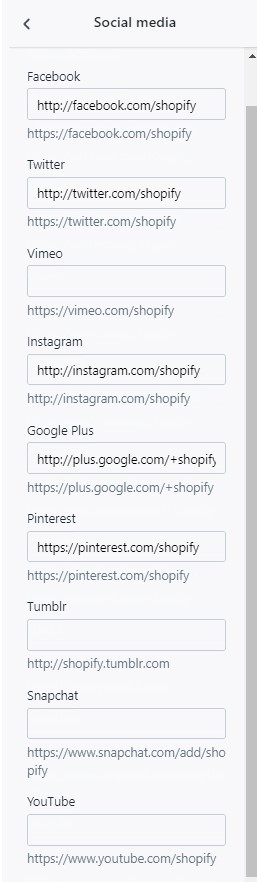 Social media
Facebook
http://facebook.com/shopify
https://facebook.com/shopify
Twitter
http://twitter.com/shopify
https://twitter.com/shopify
Vimeo
https://vimeo.com/shopify
Instagram
http://instagram.com/shopify
http://instagram.com/shopify
Google Plus
http://plus.google.com/+shopify
https://plus.google.com/+shopify
Pinterest
https://pinterest.com/shopify
https://pinterest.com/shopify
Tumblr
http://shopify.tumblr.com
Snapchat
https://www.snapchat.com/add/sho
pify
YouTube
https://www.youtube.com/shopify